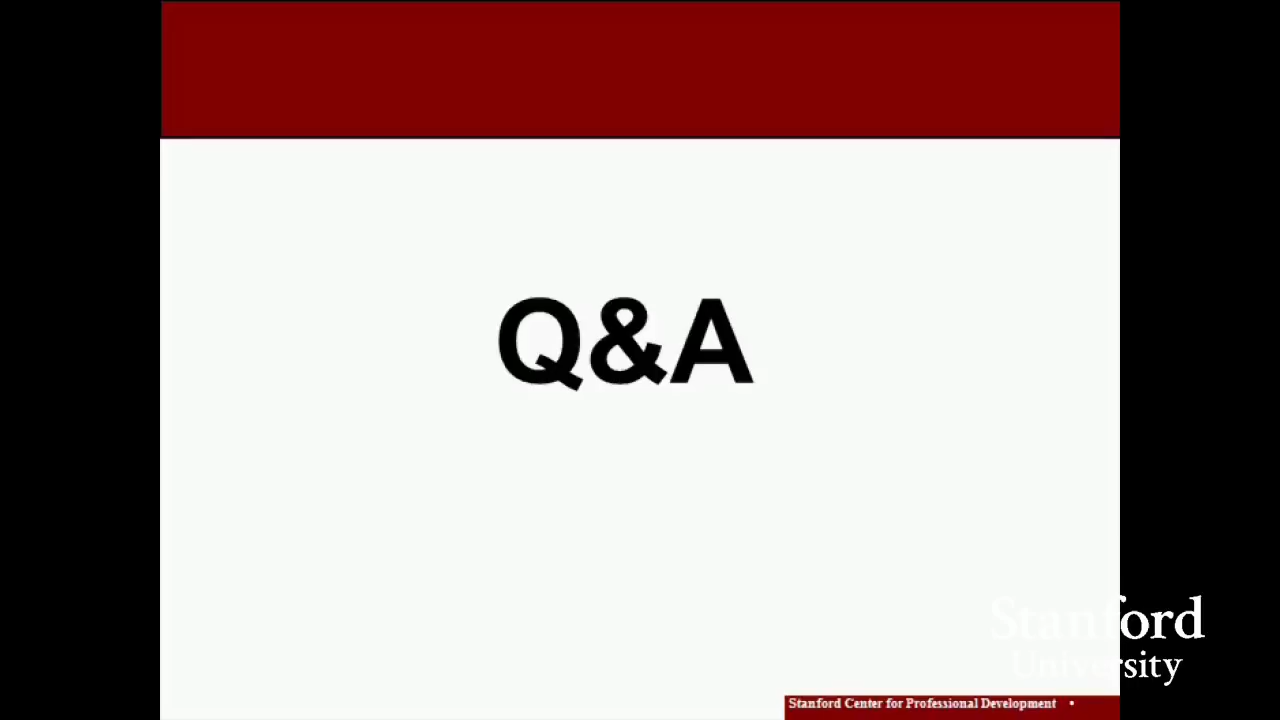 Q&A
Stanford
University
Stanford Center for Professional Development •